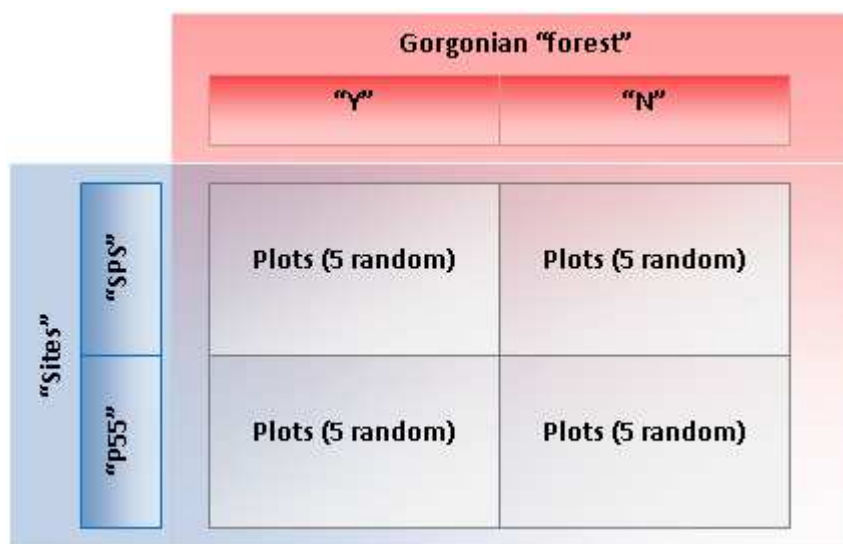 Gorgonian “forest”
“Y” “N”
“Sites”
“SPS”
Plots (5 random) Plots (5 random)
“P55”
Plots (5 random) Plots (5 random)